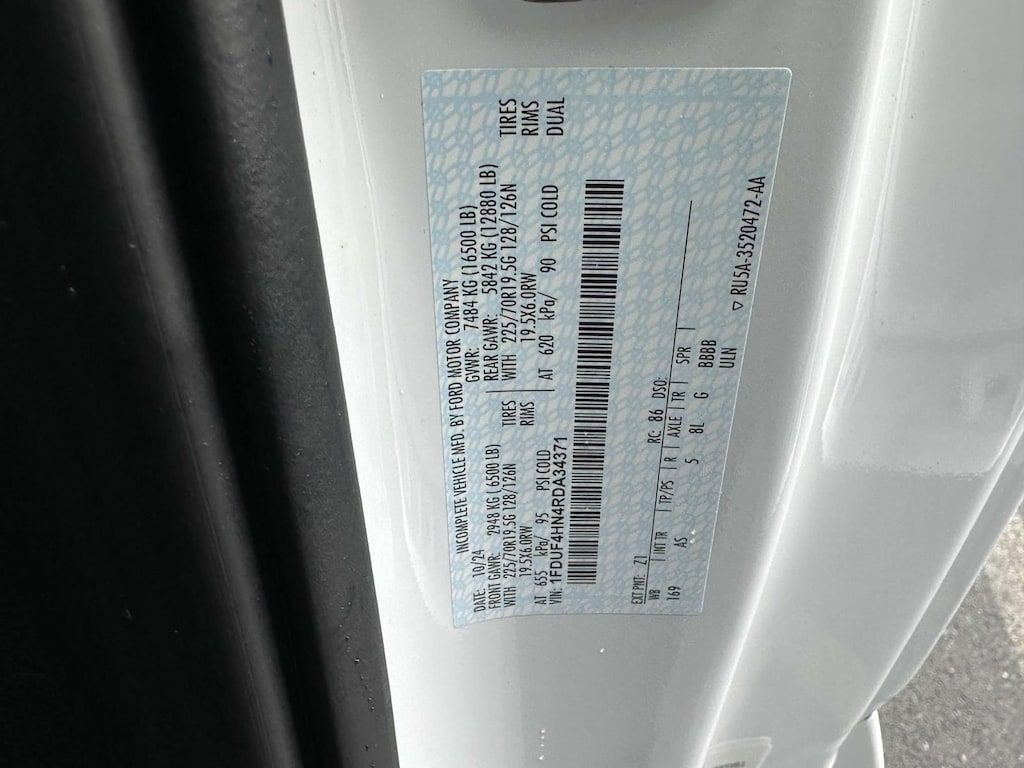 INCOMPLETE VEHICLE MFD. BY FORD MOTOR COMPANY
DATE: 10/24 GVWR: 7484 KG (16500 LB)
FRONT GAWR: 2948 KG (6500 LB) REAR GAWR: 5842 KG (12880 LB)
WITH 225/70R19.5G 128/126N TIRES WITH 225/70R19.5G 128/126N TIRES
19.5X6.0RW RIMS 19.5X6.0RW RIMS
AT 655 kPa/ 95 PSI COLD AT 620 kPa/ 90 PSI COLD DUAL
VIN: 1FDUF4HN4RDA34371
EXT PNT: Z1 RC: 86 DSO:
WB INT TR TP/PS R AXLE TR SPR
169 AS 5 8L G BBBB
ULN
▽ RU5A-3520472-AA